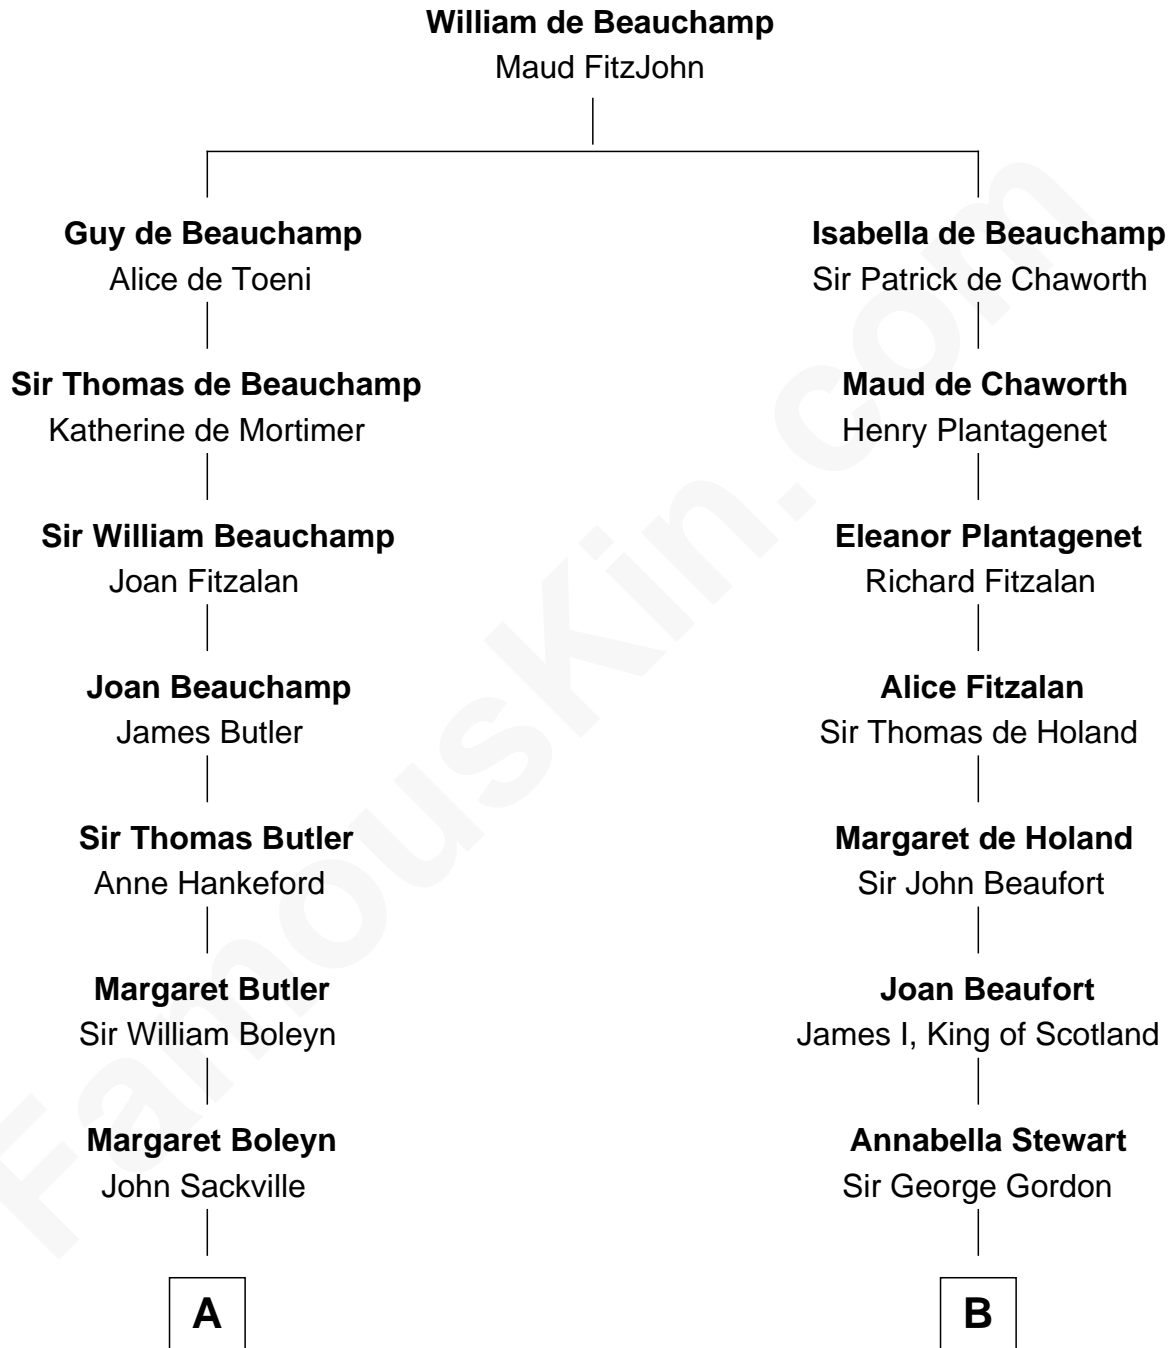 William de Beauchamp
Maud FitzJohn
Guy de Beauchamp
Alice de Toeni
Isabella de Beauchamp
Sir Patrick de Chaworth
Sir Thomas de Beauchamp
Katherine de Mortimer
Maud de Chaworth
Henry Plantagenet
Sir William Beauchamp
Joan Fitzalan
Eleanor Plantagenet
Richard Fitzalan
Joan Beauchamp
James Butler
Alice Fitzalan
Sir Thomas de Holand
Sir Thomas Butler
Anne Hankeford
Margaret de Holand
Sir John Beaufort
Margaret Butler
Sir William Boleyn
Joan Beaufort
James I, King of Scotland
Margaret Boleyn
John Sackville
Annabella Stewart
Sir George Gordon
A
B
FamousKin.com